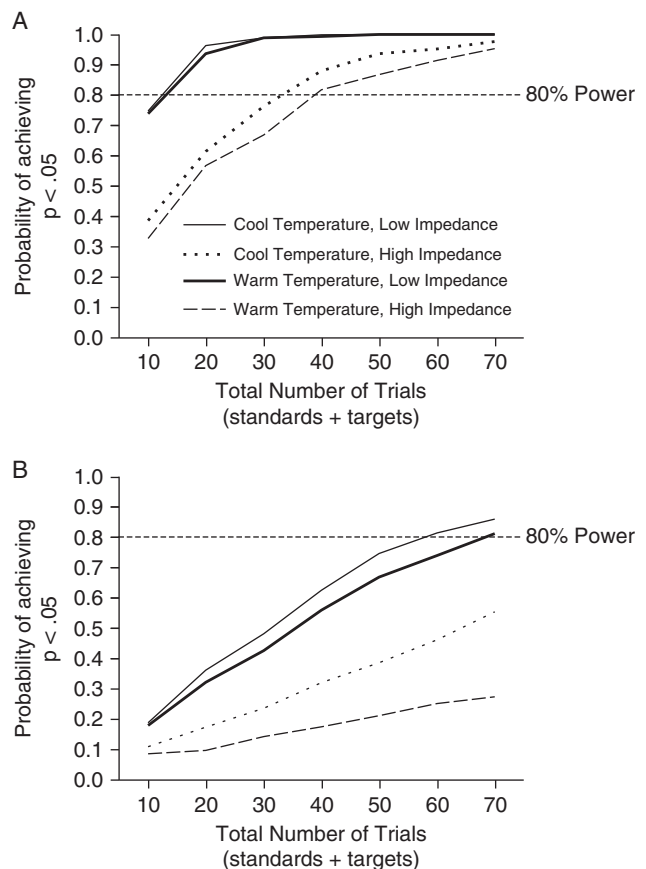 A
Probability of achieving
p < .05
1.0
0.9
0.8
0.7
0.6
0.5
0.4
0.3
0.2
0.1
0.0
80% Power
Cool Temperature, Low Impedance
Cool Temperature, High Impedance
Warm Temperature, Low Impedance
Warm Temperature, High Impedance
10 20 30 40 50 60 70
Total Number of Trials
(standards + targets)
B
Probability of achieving
p < .05
1.0
0.9
0.8
0.7
0.6
0.5
0.4
0.3
0.2
0.1
0.0
80% Power
10 20 30 40 50 60 70
Total Number of Trials
(standards + targets)